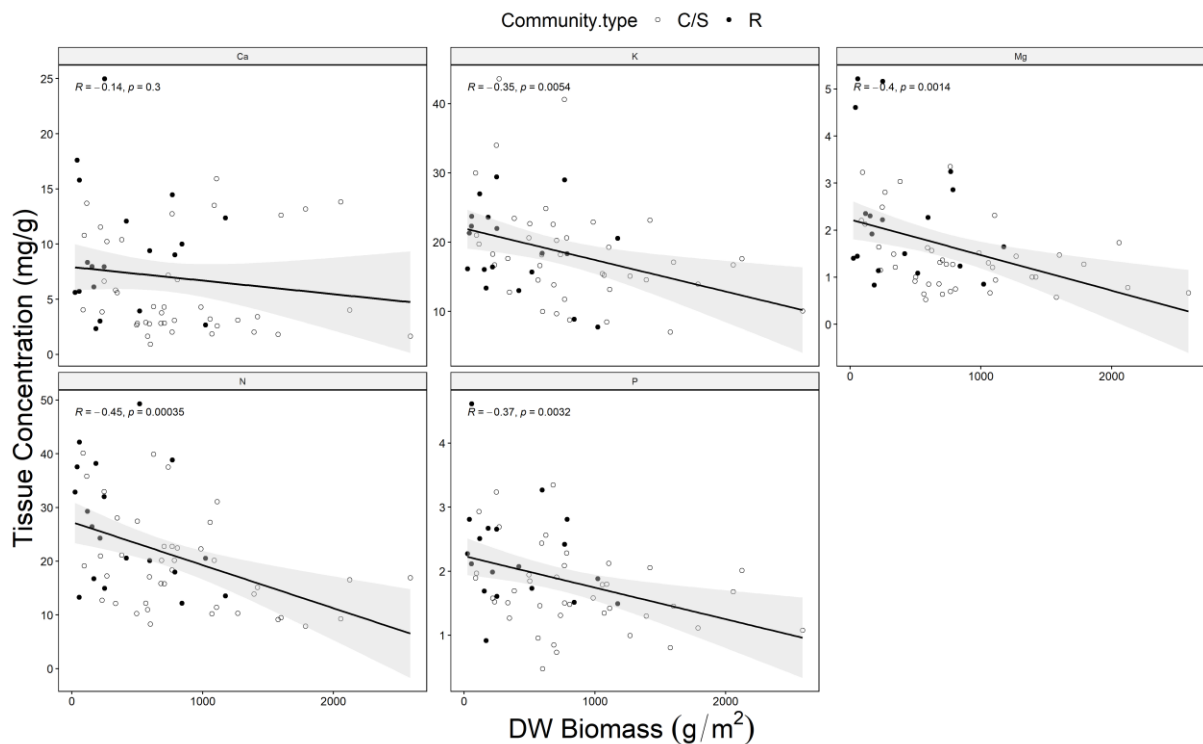 Community.type ○ C/S • R
Ca
K
Mg
R = −0.14, p = 0.3
R = −0.35, p = 0.0054
R = −0.4, p = 0.0014
25
20
15
10
5
0
40
30
20
10
5
4
3
2
1
0
0 1000 2000
N
P
R = −0.45, p = 0.00035
R = −0.37, p = 0.0032
50
40
30
20
10
0
4
3
2
1
0 1000 2000
0 1000 2000
Tissue Concentration (mg/g)
DW Biomass (g/m²)